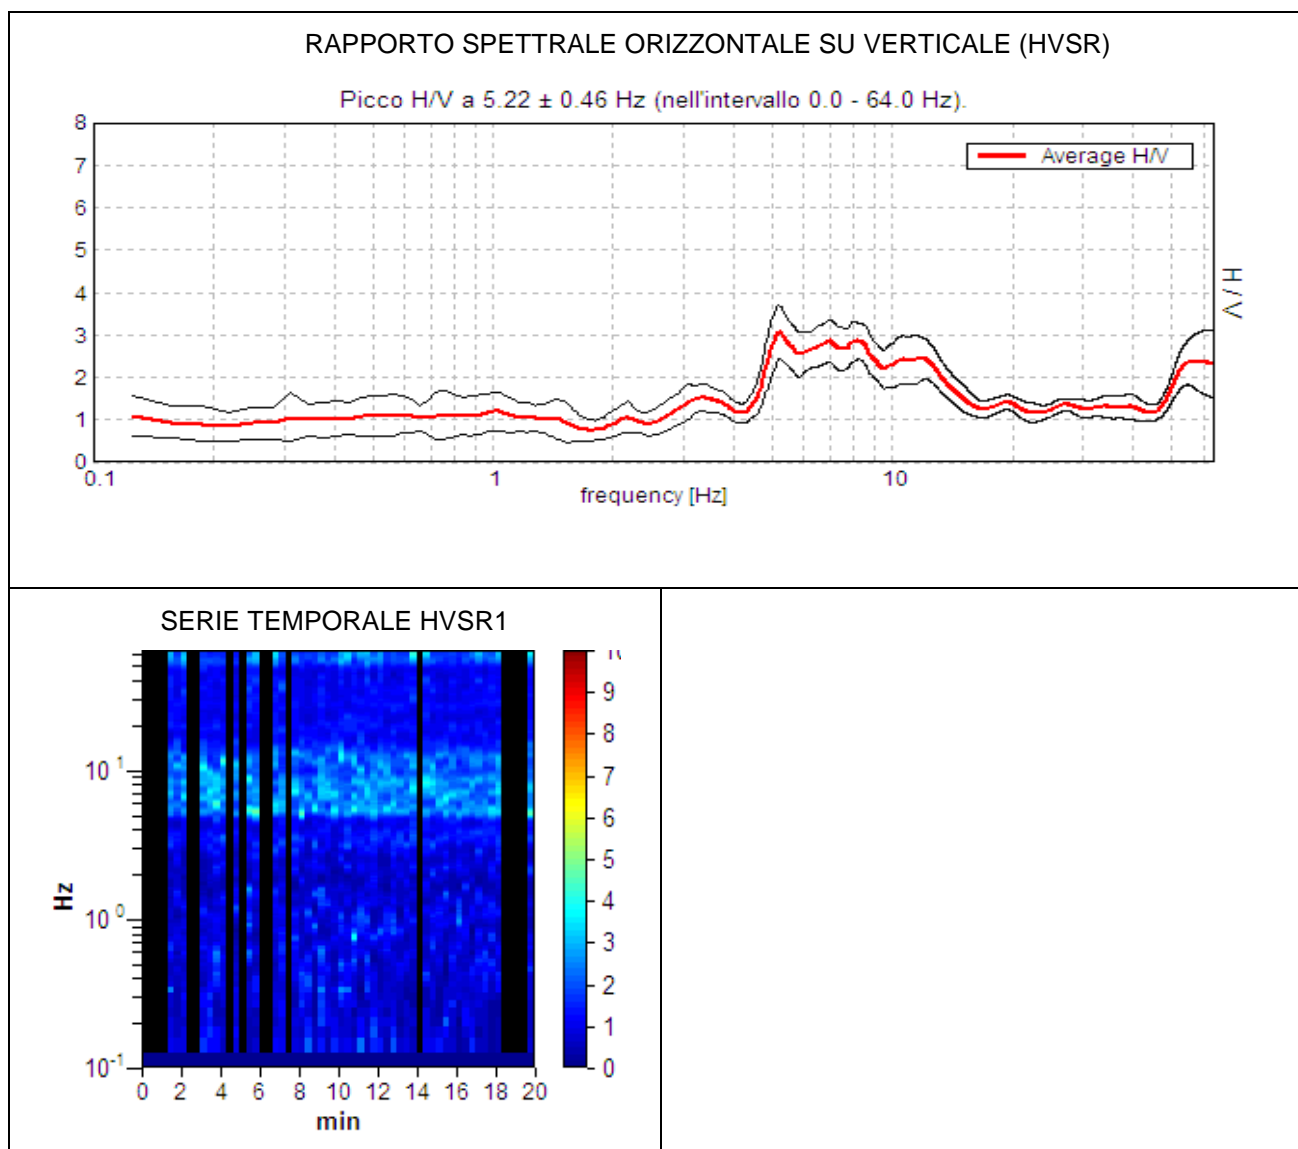 RAPPORTO SPETTRALE ORIZZONTALE SU VERTICALE (HVSR)
Picco H/V a 5.22 ± 0.46 Hz (nell'intervallo 0.0 - 64.0 Hz).
Average H/V
8
7
6
5
4
3
2
1
0
H / V
0.1 1 10
frequency [Hz]
SERIE TEMPORALE HVSR1
10
9
8
7
6
5
4
3
2
1
0
Hz
10 1
10 0
10 -1
0 2 4 6 8 10 12 14 16 18 20
min